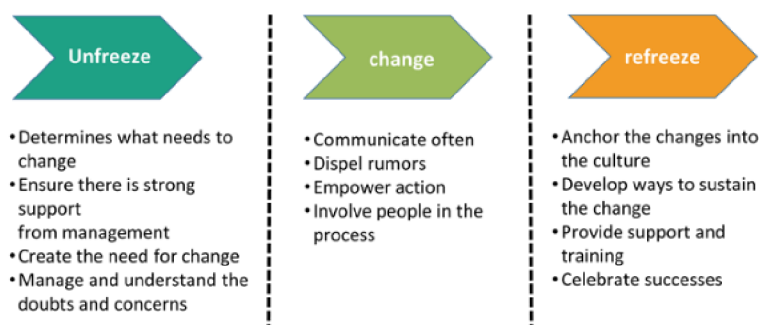 Unfreeze
•Determines what needs to
change
•Ensure there is strong
support
from management
•Create the need for change
•Manage and understand the
doubts and concerns
change
•Communicate often
•Dispel rumors
•Empower action
•Involve people in the
process
refreeze
•Anchor the changes into
the culture
•Develop ways to sustain
the change
•Provide support and
training
•Celebrate successes